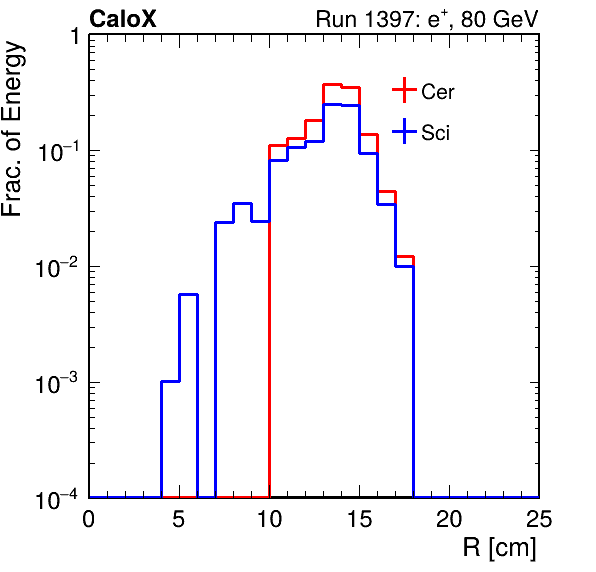 CaloX
Run 1397: e⁺, 80 GeV
Frac. of Energy
1
10⁻¹
10⁻²
10⁻³
10⁻⁴
Cer
Sci
0 5 10 15 20 25
R [cm]